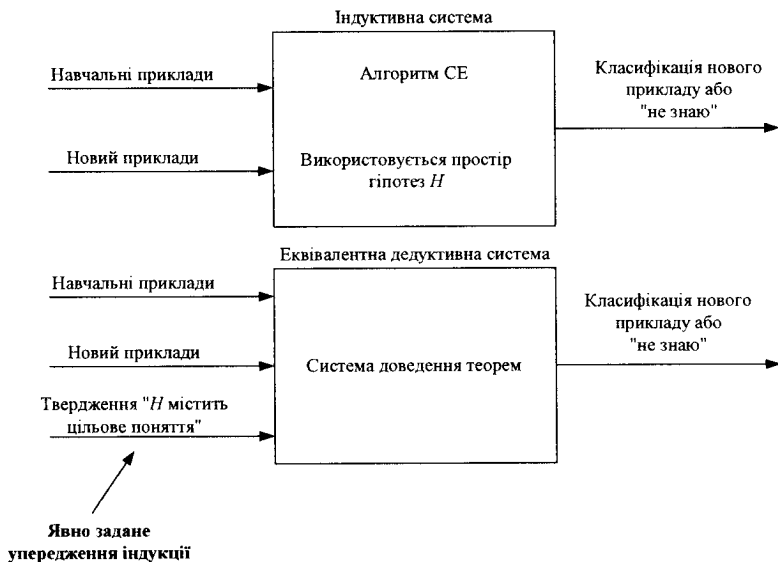 Індуктивна система
Навчальні приклади
Алгоритм CE
Класифікація нового
прикладу або
"не знаю"
Новий приклади
Використовується простір
гіпотез H
Еквівалентна дедуктивна система
Навчальні приклади
Класифікація нового
прикладу або
"не знаю"
Новий приклади
Система доведення теорем
Твердження "H містить
цільове поняття"
Явно задане
упередження індукції